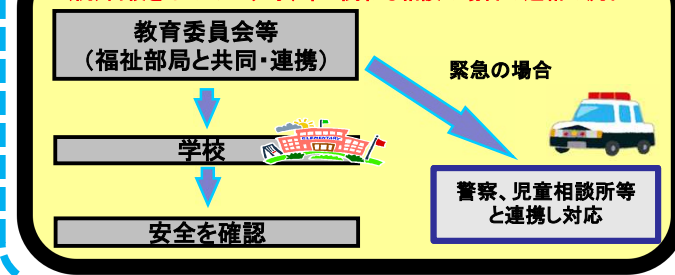 教育委員会等
（福祉部局と共同・連携）
緊急の場合
学校
ELEMENTARY
警察、児童相談所等
と連携し対応
安全を確認